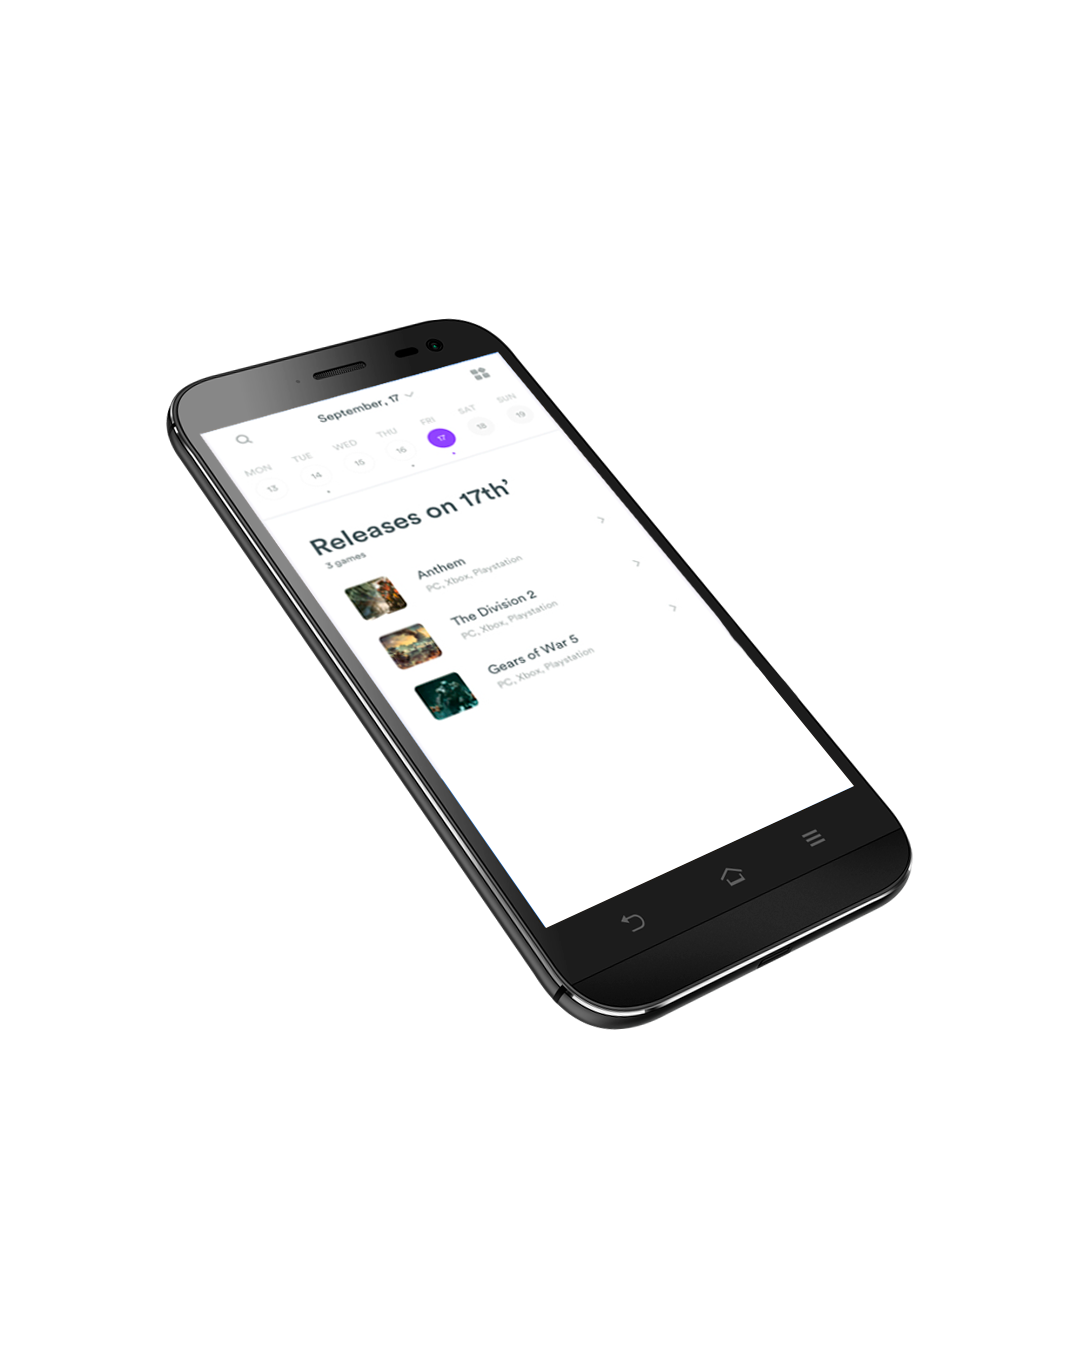 September, 17
MON TUE WED THU FRI SAT SUN
13 14 15 16 17 18 19
Releases on 17th'
3 games
Anthem
PC, Xbox, Playstation
The Division 2
PC, Xbox, Playstation
Gears of War 5
PC, Xbox, Playstation